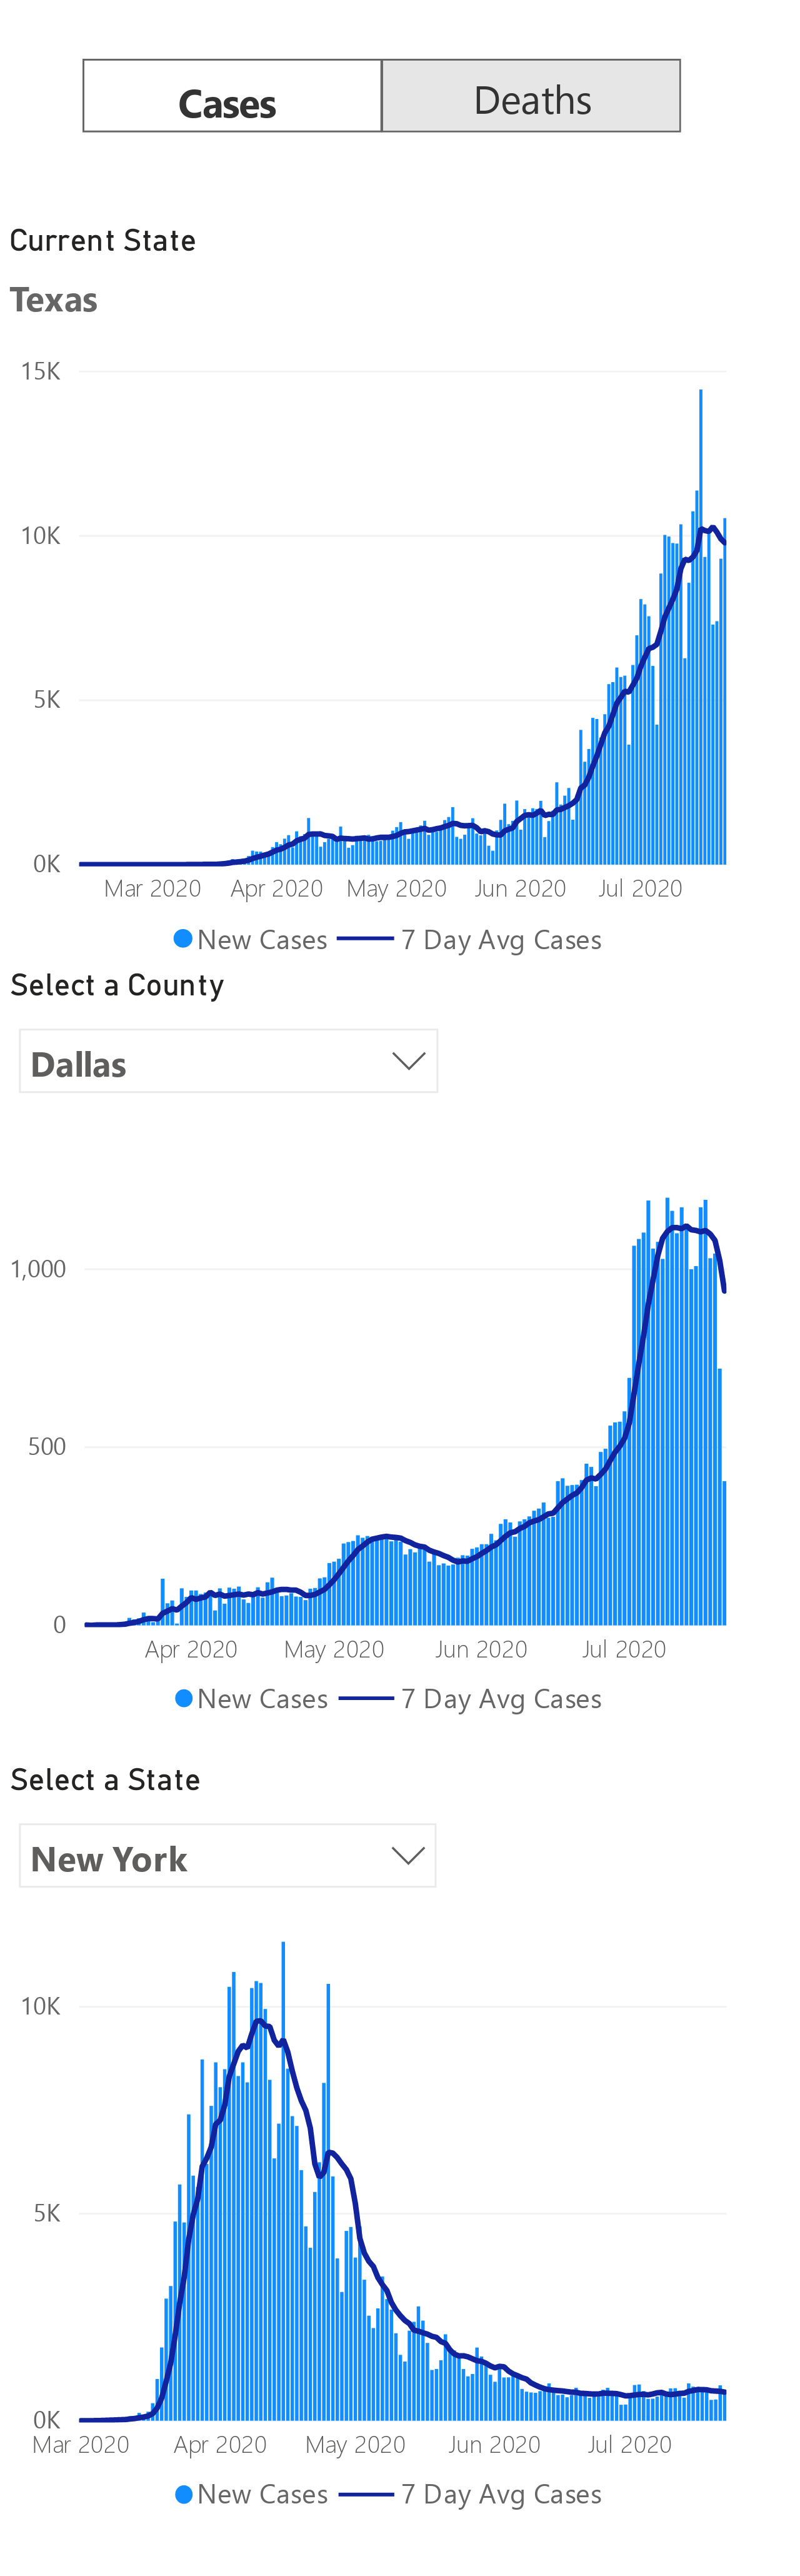 Cases Deaths
Current State
Texas
15K
10K
5K
0K
Mar 2020 Apr 2020 May 2020 Jun 2020 Jul 2020
New Cases 7 Day Avg Cases
Select a County
Dallas
1,000
500
0
Apr 2020 May 2020 Jun 2020 Jul 2020
New Cases 7 Day Avg Cases
Select a State
New York
10K
5K
0K
Mar 2020 Apr 2020 May 2020 Jun 2020 Jul 2020
New Cases 7 Day Avg Cases